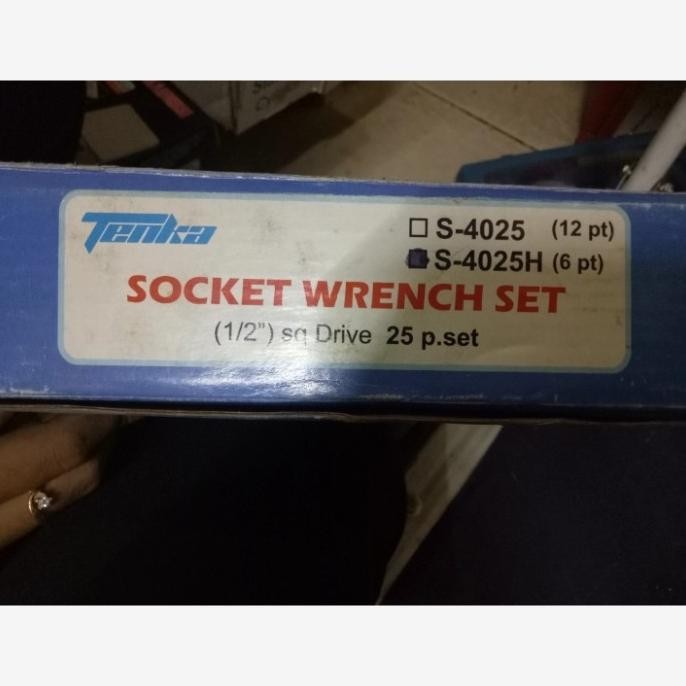 Tenka
☐ S-4025 (12 pt)
■ S-4025H (6 pt)
SOCKET WRENCH SET
(1/2") sq Drive 25 p.set